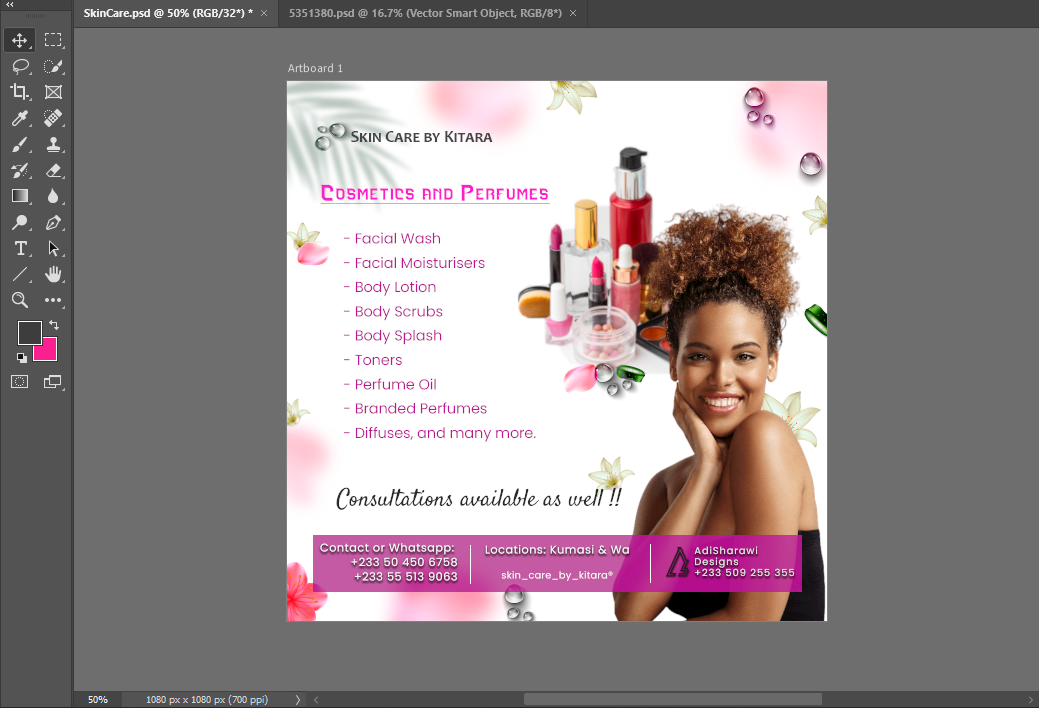 SkinCare.psd @ 50% (RGB/32*) *
5351380.psd @ 16.7% (Vector Smart Object, RGB/8*)
Artboard 1
Skin Care by Kitara
Cosmetics and Perfumes
- Facial Wash
- Facial Moisturisers
- Body Lotion
- Body Scrubs
- Body Splash
- Toners
- Perfume Oil
- Branded Perfumes
- Diffuses, and many more.
Consultations available as well !!
Contact or Whatsapp:
+233 50 450 6758
+233 55 513 9063
Locations: Kumasi & Wa
skin_care_by_kitara®
AdiSharawi
Designs
+233 509 255 355
50%
1080 px x 1080 px (700 ppi)